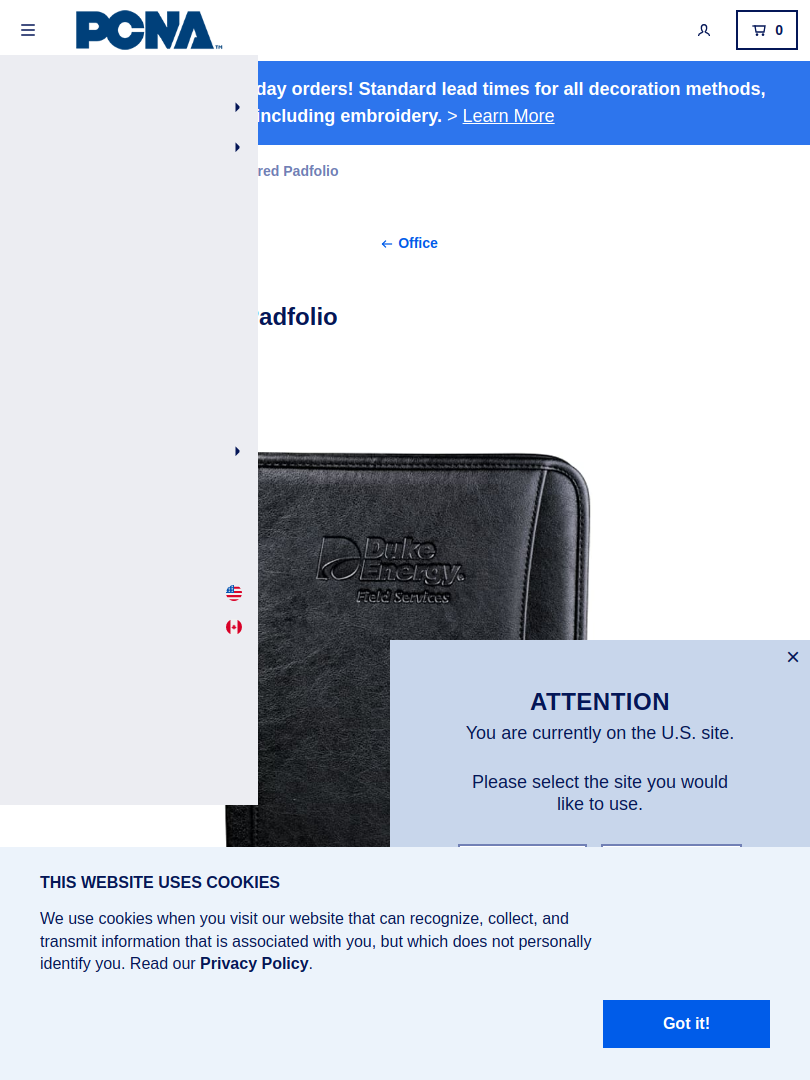 PCNA™
0
day orders! Standard lead times for all decoration methods,
including embroidery. > Learn More
red Padfolio
← Office
adfolio
Duke
Energy®
Field Services
×
ATTENTION
You are currently on the U.S. site.
Please select the site you would
like to use.
THIS WEBSITE USES COOKIES
We use cookies when you visit our website that can recognize, collect, and
transmit information that is associated with you, but which does not personally
identify you. Read our Privacy Policy.
Got it!